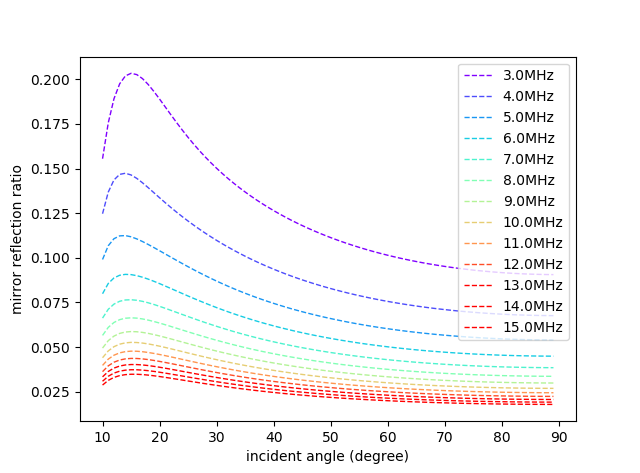 0.200
0.175
0.150
0.125
0.100
0.075
0.050
0.025
mirror reflection ratio
10 20 30 40 50 60 70 80 90
incident angle (degree)
3.0MHz
4.0MHz
5.0MHz
6.0MHz
7.0MHz
8.0MHz
9.0MHz
10.0MHz
11.0MHz
12.0MHz
13.0MHz
14.0MHz
15.0MHz